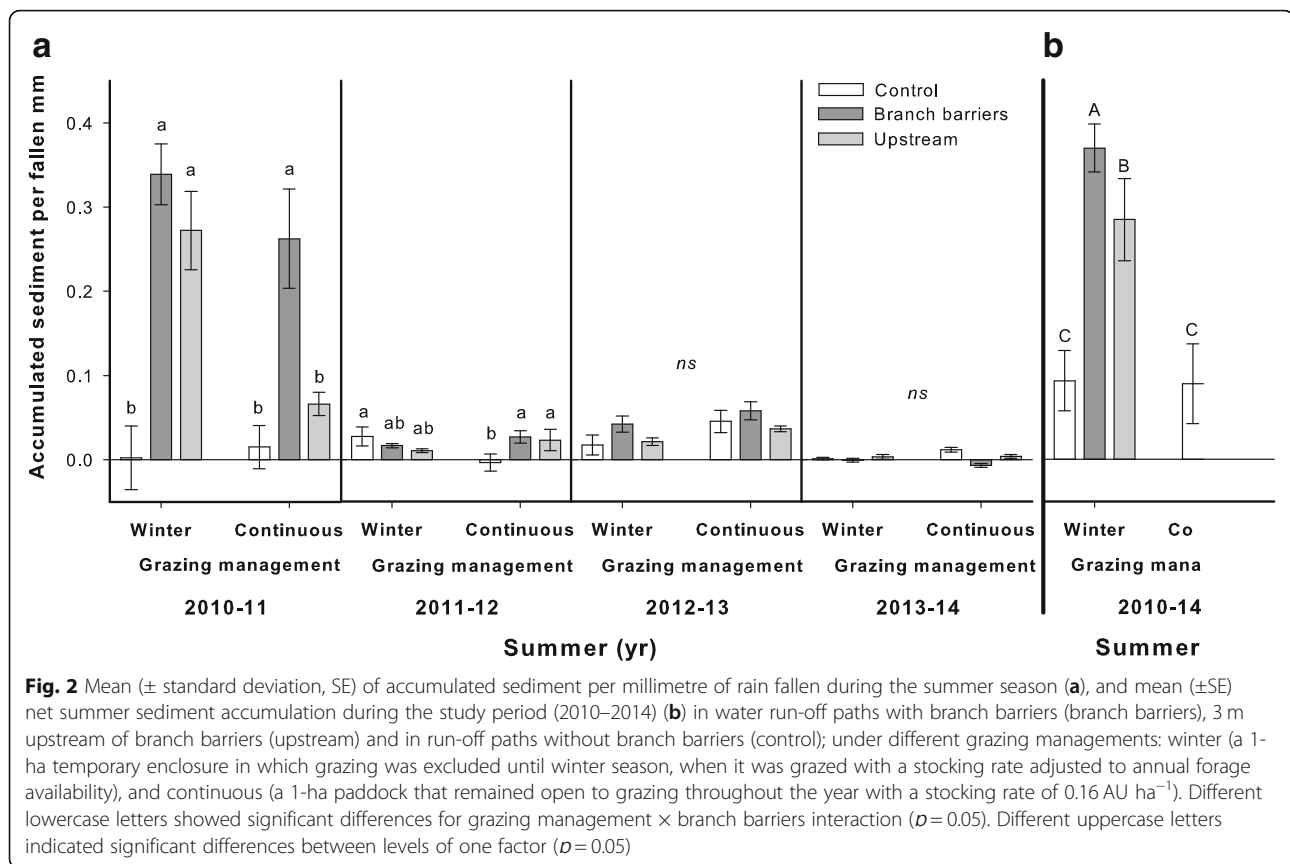 a
b
Control
Branch barriers
Upstream
Accumulated sediment per fallen mm
0.4
0.3
0.2
0.1
0.0
a
a
b
a
b
b
a
ab
ab
b
a
a
ns
ns
A
B
C
C
Winter Continuous Winter Continuous Winter Continuous Winter Continuous Winter Co
Grazing management Grazing management Grazing management Grazing management Grazing mana
2010-11 2011-12 2012-13 2013-14 2010-14
Summer (yr) Summer
Fig. 2 Mean (± standard deviation, SE) of accumulated sediment per millimetre of rain fallen during the summer season (a), and mean (±SE)
net summer sediment accumulation during the study period (2010–2014) (b) in water run-off paths with branch barriers (branch barriers), 3 m
upstream of branch barriers (upstream) and in run-off paths without branch barriers (control); under different grazing managements: winter (a 1-
ha temporary enclosure in which grazing was excluded until winter season, when it was grazed with a stocking rate adjusted to annual forage
availability), and continuous (a 1-ha paddock that remained open to grazing throughout the year with a stocking rate of 0.16 AU ha⁻¹). Different
lowercase letters showed significant differences for grazing management × branch barriers interaction (p = 0.05). Different uppercase letters
indicated significant differences between levels of one factor (p = 0.05)